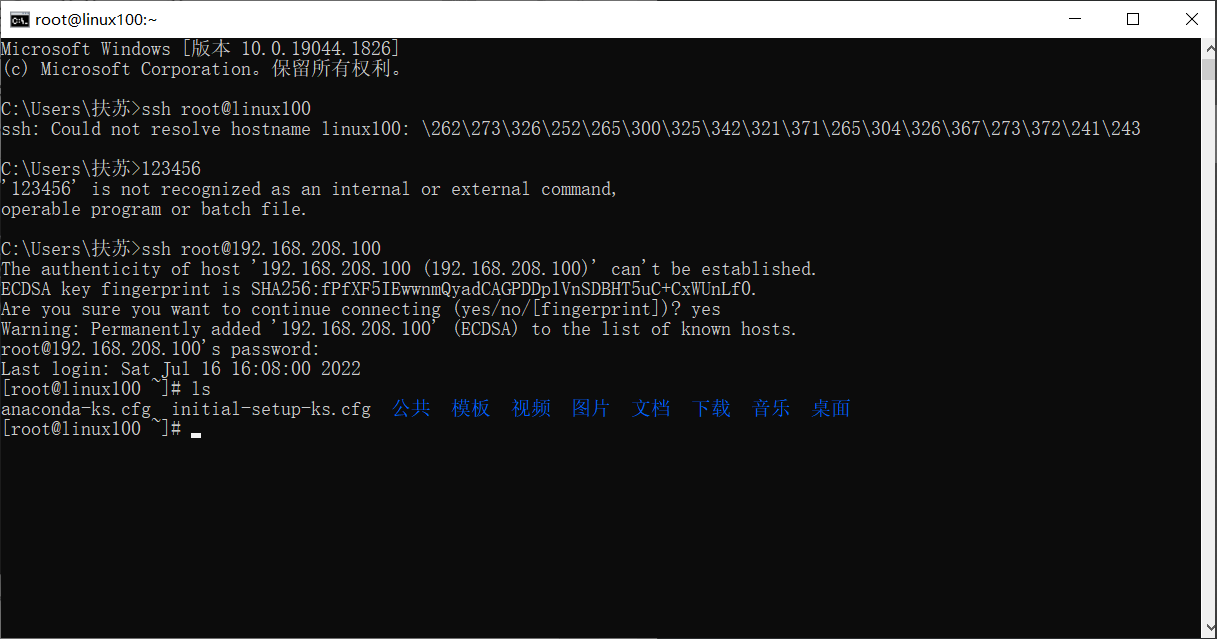 root@linux100:~
Microsoft Windows [版本 10.0.19044.1826]
(c) Microsoft Corporation。保留所有权利。
C:\Users\扶苏>ssh root@linux100
ssh: Could not resolve hostname linux100: \262\273\326\252\265\300\325\342\321\371\265\304\326\367\273\372\241\243
C:\Users\扶苏>123456
'123456' is not recognized as an internal or external command,
operable program or batch file.
C:\Users\扶苏>ssh root@192.168.208.100
The authenticity of host '192.168.208.100 (192.168.208.100)' can't be established.
ECDSA key fingerprint is SHA256:fPfXF5IEwwnmQyadCAGPDDplVnSDBHT5uC+CxWUnLf0.
Are you sure you want to continue connecting (yes/no/[fingerprint])? yes
Warning: Permanently added '192.168.208.100' (ECDSA) to the list of known hosts.
root@192.168.208.100's password:
Last login: Sat Jul 16 16:08:00 2022
[root@linux100 ~]# ls
anaconda-ks.cfg  initial-setup-ks.cfg  公共  模板  视频  图片  文档  下载  音乐  桌面
[root@linux100 ~]#